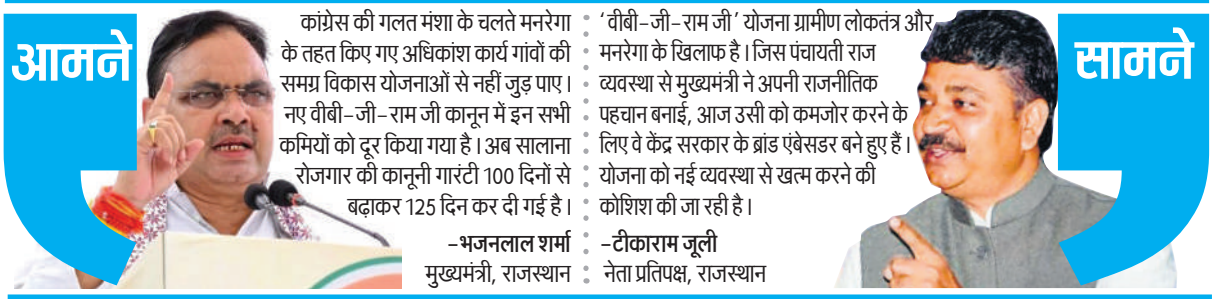 आमने
कांग्रेस की गलत मंशा के चलते मनरेगा
के तहत किए गए अधिकांश कार्य गांवों की
समग्र विकास योजनाओं से नहीं जुड़ पाए।
नए वीबी-जी-राम जी कानून में इन सभी
कमियों को दूर किया गया है। अब सालाना
रोजगार की कानूनी गारंटी 100 दिनों से
बढ़ाकर 125 दिन कर दी गई है।
-भजनलाल शर्मा
मुख्यमंत्री, राजस्थान
'वीबी-जी-राम जी' योजना ग्रामीण लोकतंत्र और
मनरेगा के खिलाफ है। जिस पंचायती राज
व्यवस्था से मुख्यमंत्री ने अपनी राजनीतिक
पहचान बनाई, आज उसी को कमजोर करने के
लिए वे केंद्र सरकार के ब्रांड एंबेसडर बने हुए हैं।
योजना को नई व्यवस्था से खत्म करने की
कोशिश की जा रही है।
-टीकाराम जूली
नेता प्रतिपक्ष, राजस्थान
सामने